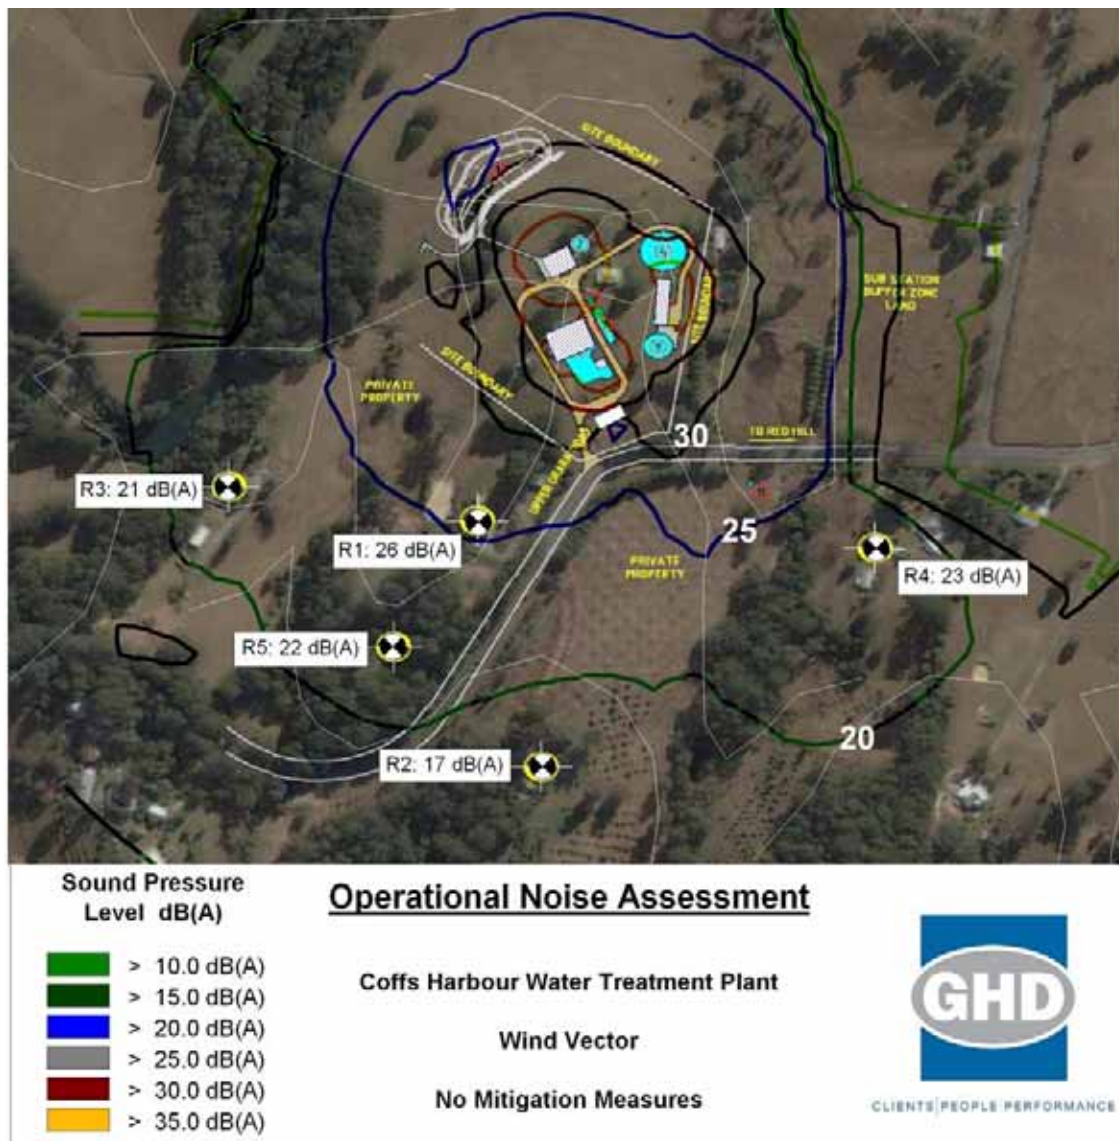 SITE BOUNDARY
SUB STATION
BUFFER ZONE
LAND
SITE BOUNDARY
SITE BOUNDARY
PRIVATE
PROPERTY
30
TO RED HILL
R3: 21 dB(A)
R1: 26 dB(A)
25
PRIVATE
PROPERTY
R4: 23 dB(A)
R5: 22 dB(A)
20
R2: 17 dB(A)
Sound Pressure
Level dB(A)
> 10.0 dB(A)
> 15.0 dB(A)
> 20.0 dB(A)
> 25.0 dB(A)
> 30.0 dB(A)
> 35.0 dB(A)
Operational Noise Assessment
Coffs Harbour Water Treatment Plant
Wind Vector
No Mitigation Measures
GHD
CLIENTS|PEOPLE|PERFORMANCE